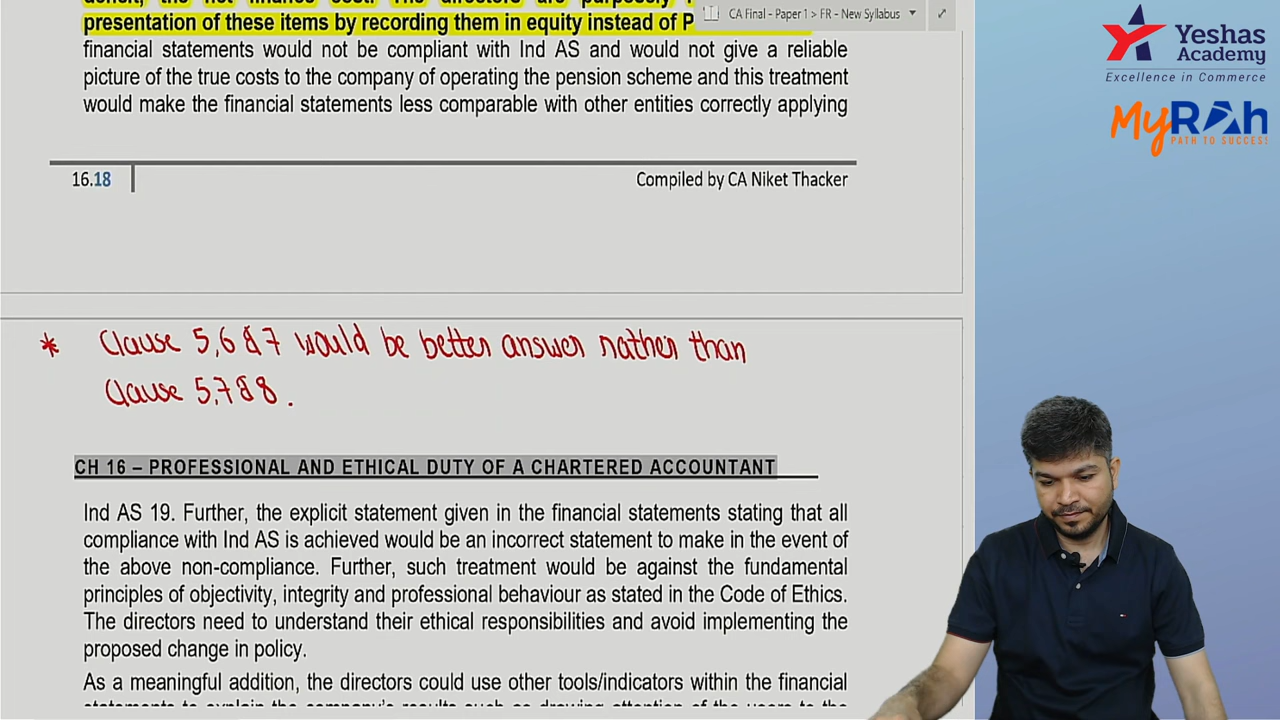 presentation of these items by recording them in equity instead of P
CA Final - Paper 1 > FR - New Syllabus
financial statements would not be compliant with Ind AS and would not give a reliable
picture of the true costs to the company of operating the pension scheme and this treatment
would make the financial statements less comparable with other entities correctly applying
16.18
Compiled by CA Niket Thacker
* Clause 5,6 & 7 would be better answer rather than
Clause 5,7 & 8.
CH 16 – PROFESSIONAL AND ETHICAL DUTY OF A CHARTERED ACCOUNTANT
Ind AS 19. Further, the explicit statement given in the financial statements stating that all
compliance with Ind AS is achieved would be an incorrect statement to make in the event of
the above non-compliance. Further, such treatment would be against the fundamental
principles of objectivity, integrity and professional behaviour as stated in the Code of Ethics.
The directors need to understand their ethical responsibilities and avoid implementing the
proposed change in policy.
As a meaningful addition, the directors could use other tools/indicators within the financial
Yeshas
Academy
Excellence in Commerce
MyRAh
PATH TO SUCCESS